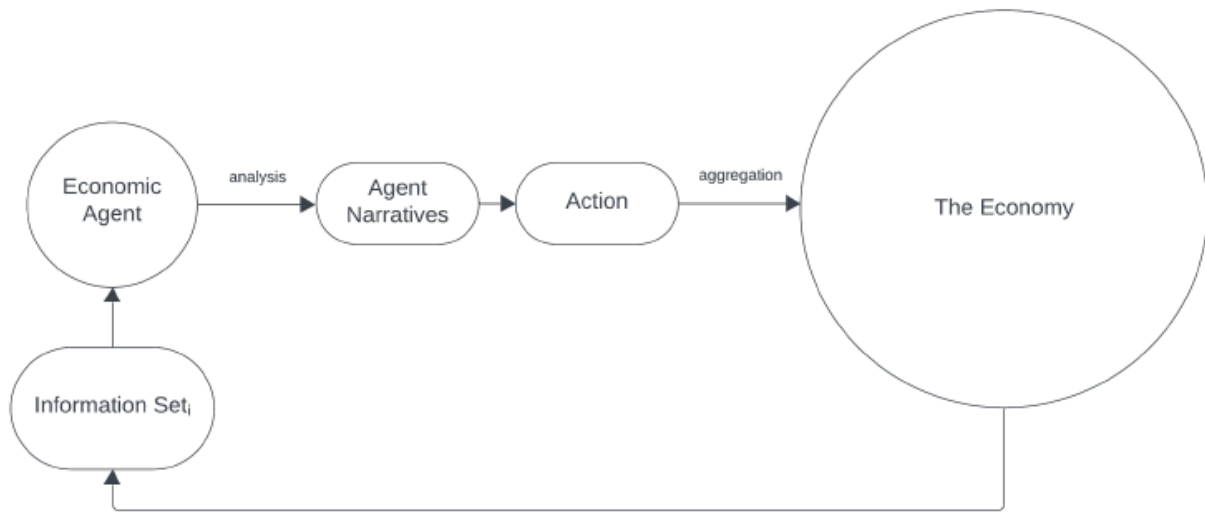 Economic
Agent
analysis
Agent
Narratives
Action
aggregation
The Economy
Information Setᵢ